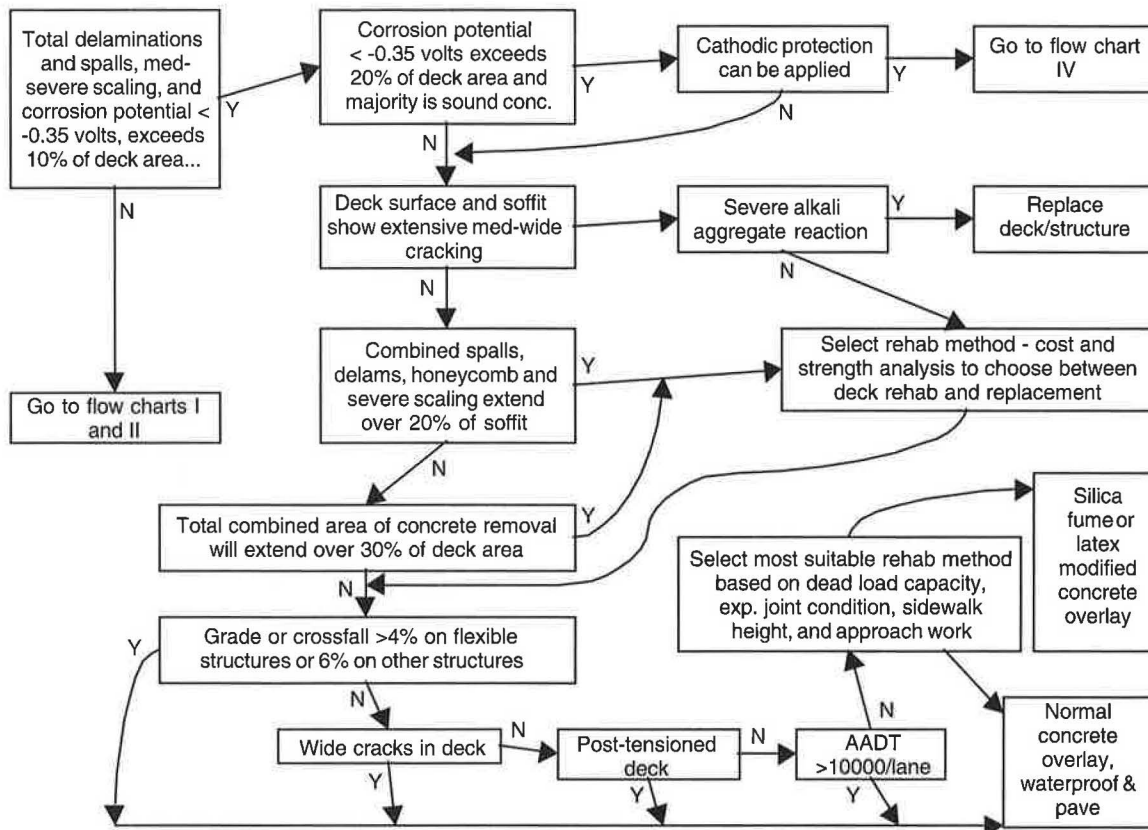 Total delaminations
and spalls, med-
severe scaling, and
corrosion potential <
-0.35 volts, exceeds
10% of deck area...
Y
N
Corrosion potential
< -0.35 volts exceeds
20% of deck area and
majority is sound conc.
Y
N
Cathodic protection
can be applied
Y
N
Go to flow chart
IV
Deck surface and soffit
show extensive med-wide
cracking
N
Severe alkali
aggregate reaction
Y
N
Replace
deck/structure
Go to flow charts I
and II
Combined spalls,
delams, honeycomb and
severe scaling extend
over 20% of soffit
Y
N
Select rehab method - cost and
strength analysis to choose between
deck rehab and replacement
Total combined area of concrete removal
will extend over 30% of deck area
Y
N
Select most suitable rehab method
based on dead load capacity,
exp. joint condition, sidewalk
height, and approach work
Silica
fume or
latex
modified
concrete
overlay
Grade or crossfall >4% on flexible
structures or 6% on other structures
Y
N
Wide cracks in deck
N
Y
Post-tensioned
deck
N
Y
AADT
>10000/lane
N
Y
Normal
concrete
overlay,
waterproof &
pave